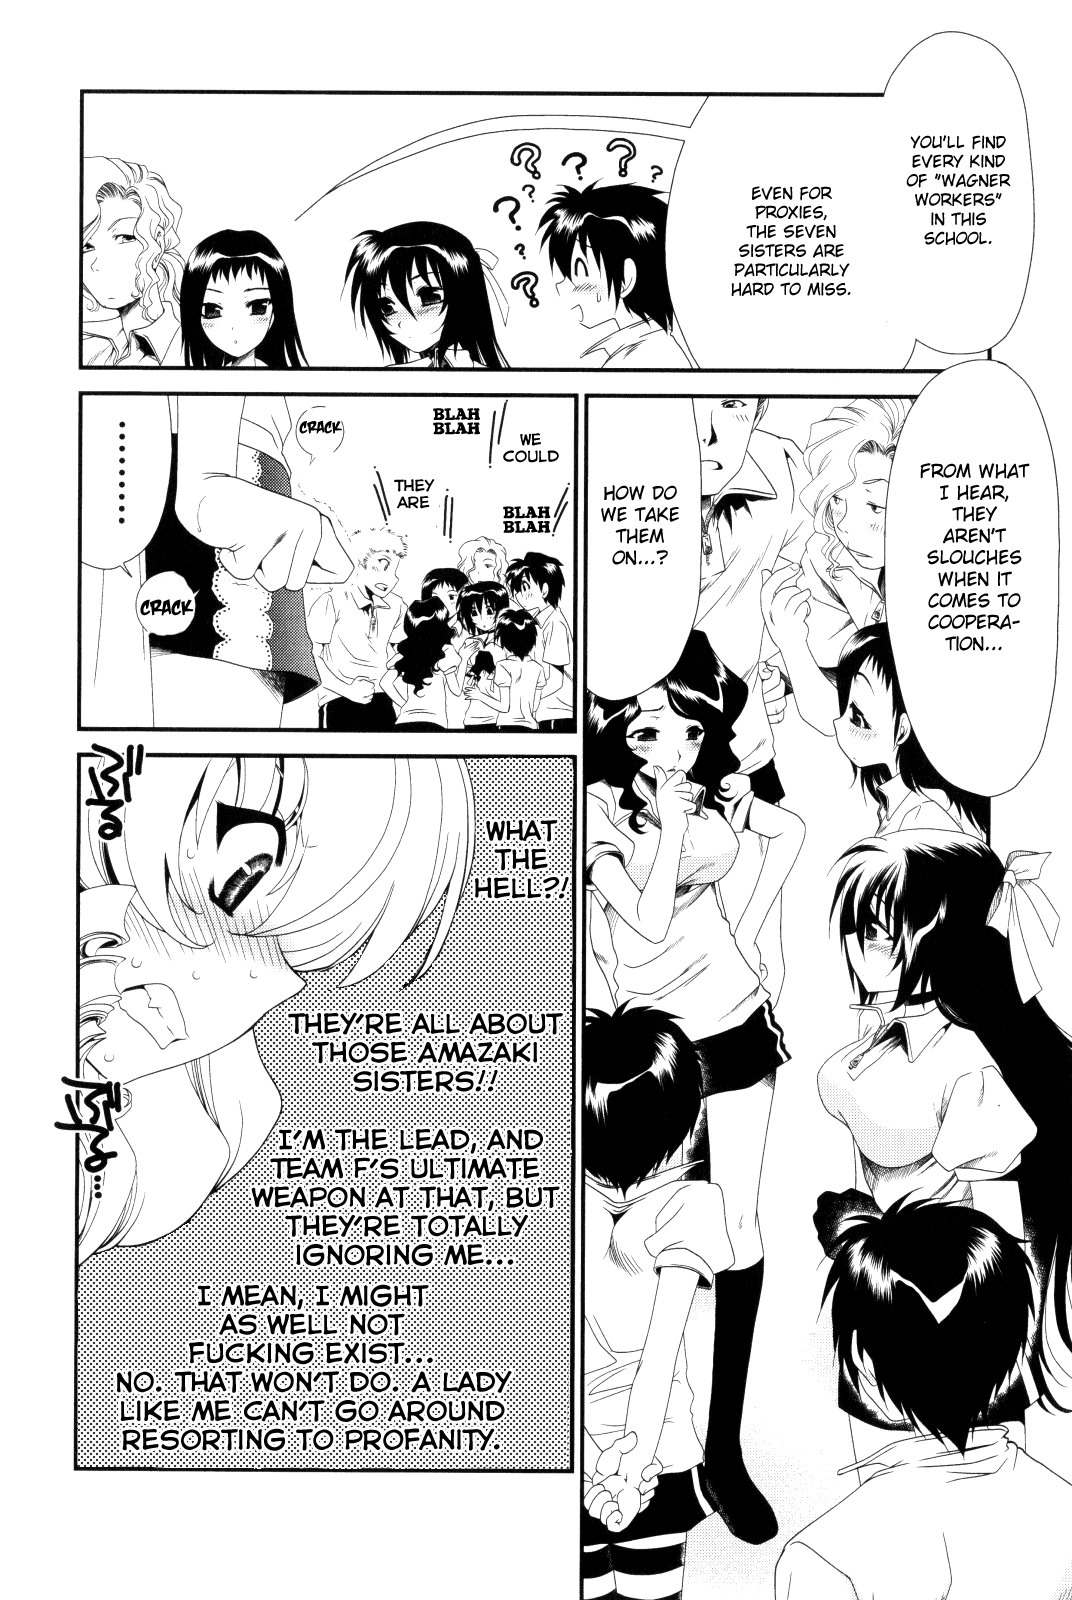 YOU'LL FIND
EVERY KIND
OF "WAGNER
WORKERS"
IN THIS
SCHOOL.
EVEN FOR
PROXIES,
THE SEVEN
SISTERS ARE
PARTICULARLY
HARD TO MISS.
? ? ? ? ? ? ? ?
FROM WHAT
I HEAR,
THEY
AREN'T
SLOUCHES
WHEN IT
COMES TO
COOPERA-
TION...
HOW DO
WE TAKE
THEM
ON...?
BLAH
BLAH
WE
COULD
THEY
ARE
BLAH
BLAH
CRACK
CRACK
........
WHAT
THE
HELL?!
THEY'RE ALL ABOUT
THOSE AMAZAKI
SISTERS!!
I'M THE LEAD, AND
TEAM F'S ULTIMATE
WEAPON AT THAT, BUT
THEY'RE TOTALLY
IGNORING ME...
I MEAN, I MIGHT
AS WELL NOT
FUCKING EXIST...
NO. THAT WON'T DO. A LADY
LIKE ME CAN'T GO AROUND
RESORTING TO PROFANITY.